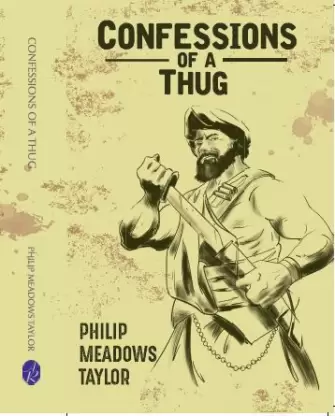 CONFESSIONS
OF A
THUG
PHILIP
MEADOWS
TAYLOR
CONFESSIONS OF A THUG
PHILIP MEADOWS TAYLOR